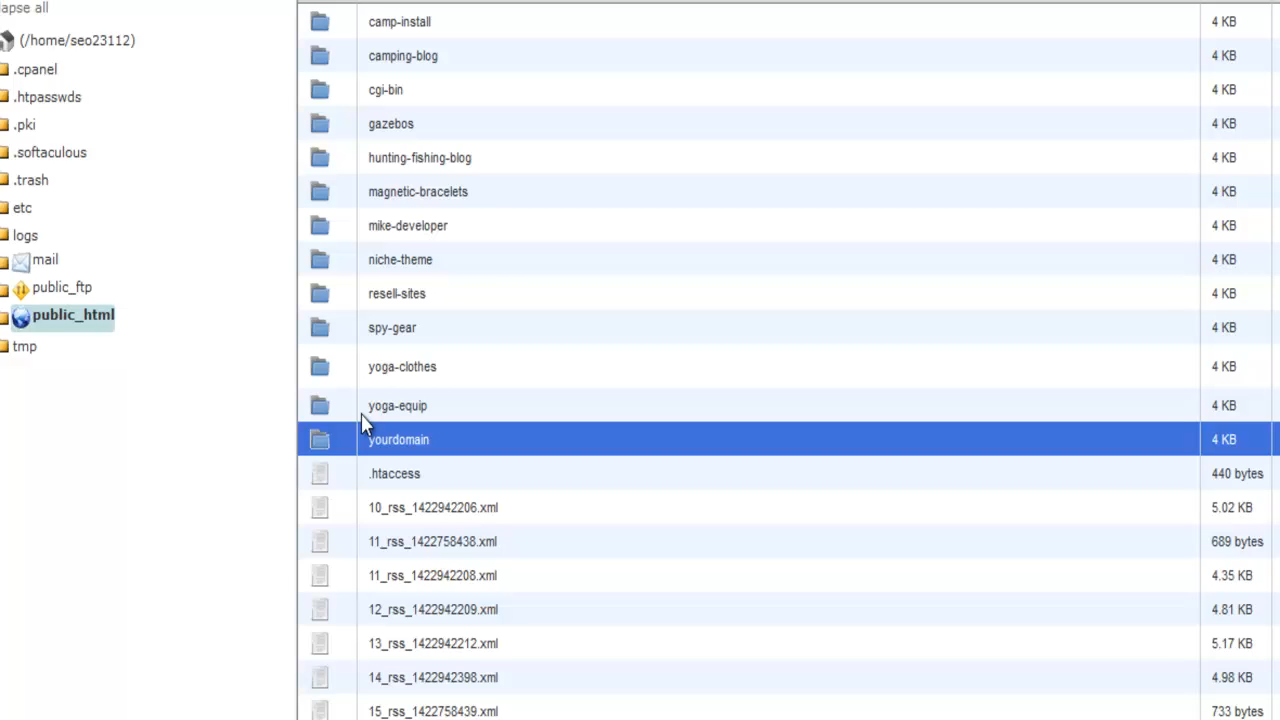 lapse all
(/home/seo23112)
.cpanel
.htpasswds
.pki
.softaculous
.trash
etc
logs
mail
public_ftp
public_html
tmp
camp-install 4 KB
camping-blog 4 KB
cgi-bin 4 KB
gazebos 4 KB
hunting-fishing-blog 4 KB
magnetic-bracelets 4 KB
mike-developer 4 KB
niche-theme 4 KB
resell-sites 4 KB
spy-gear 4 KB
yoga-clothes 4 KB
yoga-equip 4 KB
yourdomain 4 KB
.htaccess 440 bytes
10_rss_1422942206.xml 5.02 KB
11_rss_1422758438.xml 689 bytes
11_rss_1422942208.xml 4.35 KB
12_rss_1422942209.xml 4.81 KB
13_rss_1422942212.xml 5.17 KB
14_rss_1422942398.xml 4.98 KB
15_rss_1422758439.xml 733 bytes